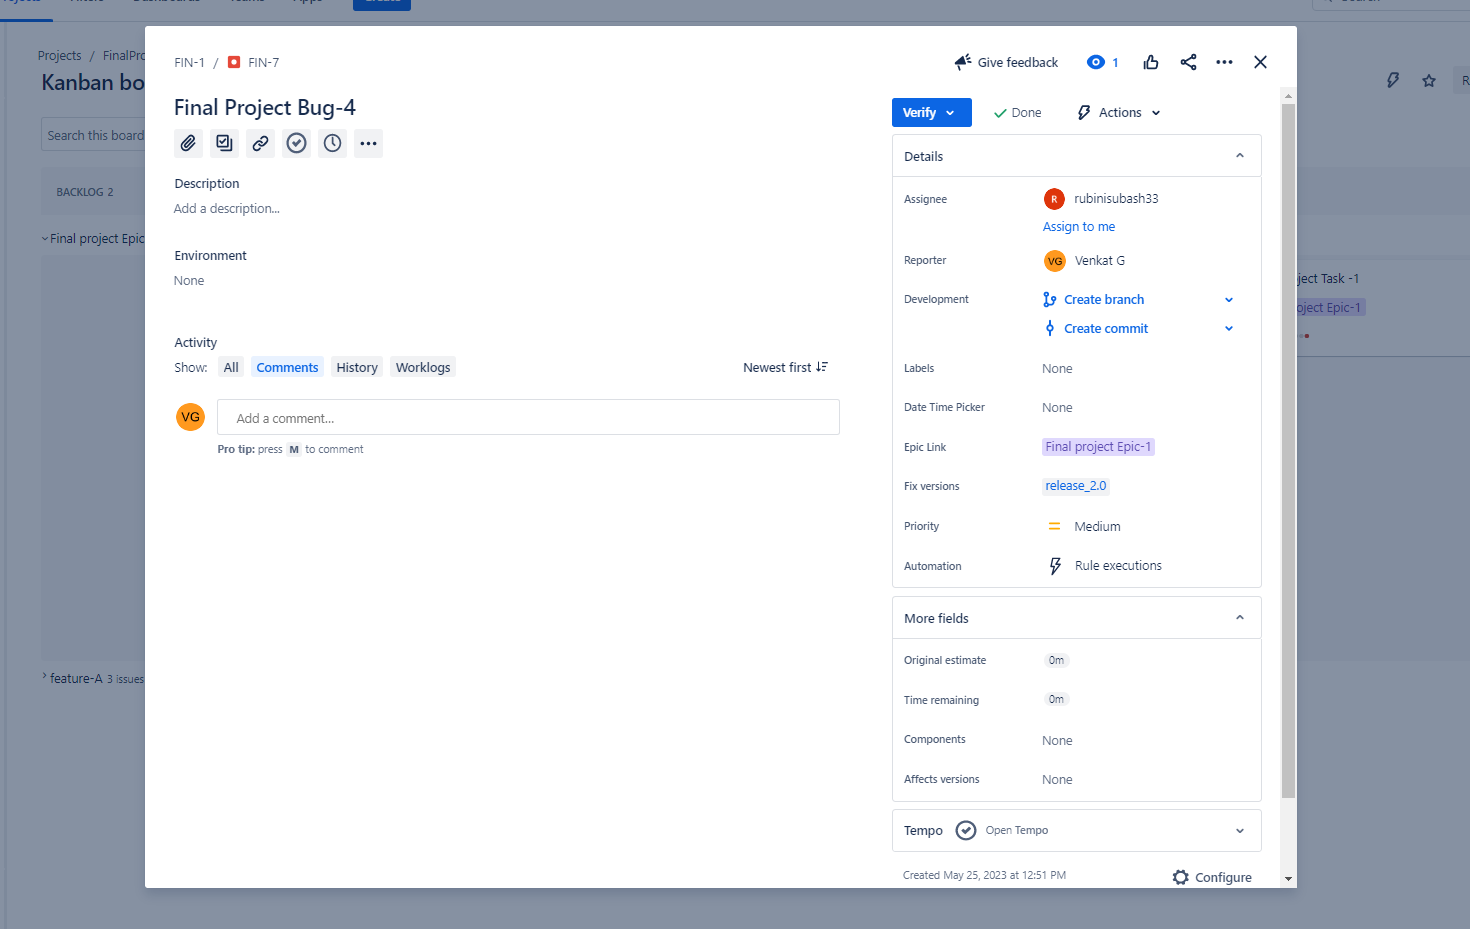 Projects / FinalPro
Kanban bo
Search this board
BACKLOG 2
Final project Epic
feature-A 3 issues
FIN-1 / FIN-7
Give feedback
1
Final Project Bug-4
Description
Add a description...
Environment
None
Activity
Show: All Comments History Worklogs
Newest first
VG
Add a comment...
Pro tip: press M to comment
Verify
Done
Actions
Details
Assignee
R rubinisubash33
Assign to me
Reporter
VG Venkat G
Development
Create branch
Create commit
Labels
None
Date Time Picker
None
Epic Link
Final project Epic-1
Fix versions
release_2.0
Priority
Medium
Automation
Rule executions
More fields
Original estimate
0m
Time remaining
0m
Components
None
Affects versions
None
Tempo Open Tempo
Created May 25, 2023 at 12:51 PM
Configure
R
ject Task -1
oject Epic-1